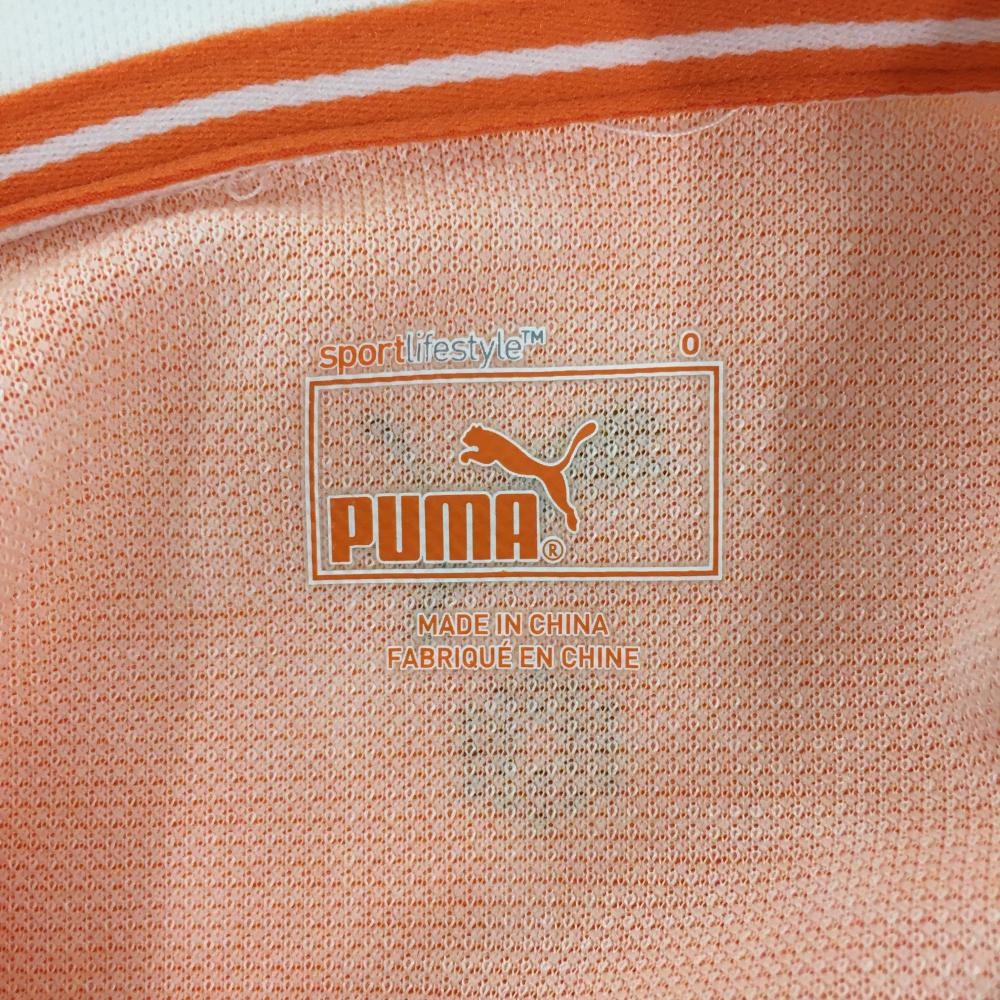 sportlifestyle™ O
PUMA®
MADE IN CHINA
FABRIQUÉ EN CHINE